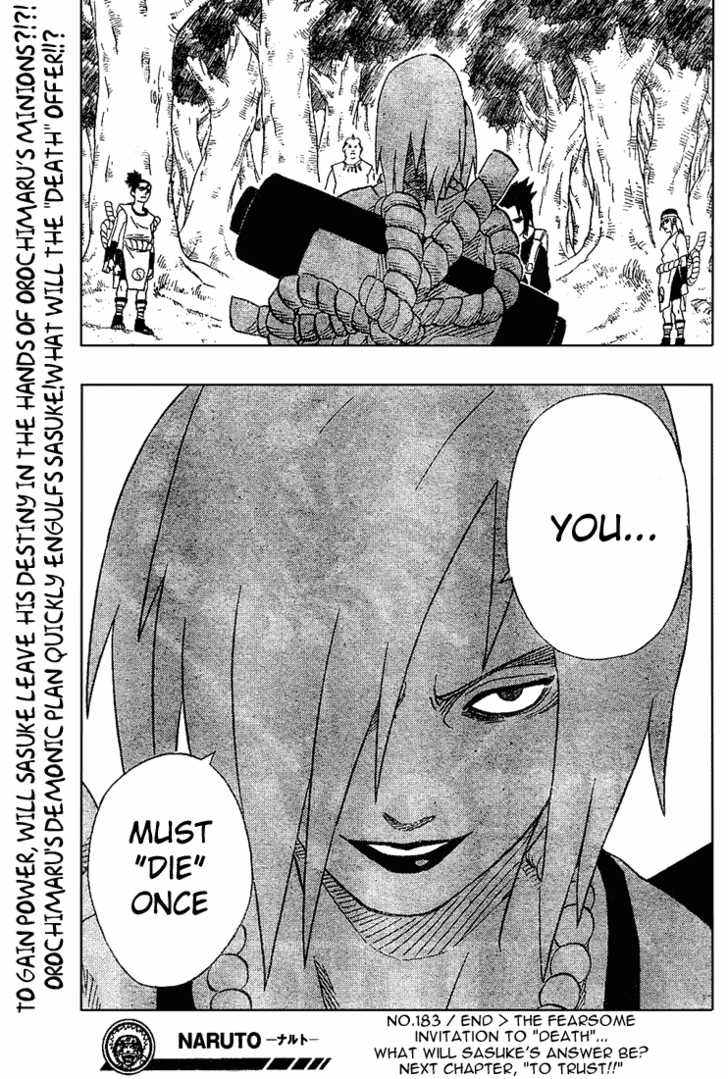 TO GAIN POWER, WILL SASUKE LEAVE HIS DESTINY IN THE HANDS OF OROCHIMARU'S MINIONS?!?!
OROCHIMARU'S DEMONIC PLAN QUICKLY ENGULFS SASUKE! WHAT WILL THE "DEATH" OFFER!!?
YOU...
MUST
"DIE"
ONCE
NARUTO —ナルト—
NO.183 / END > THE FEARSOME
INVITATION TO "DEATH"...
WHAT WILL SASUKE'S ANSWER BE?
NEXT CHAPTER, "TO TRUST!!"